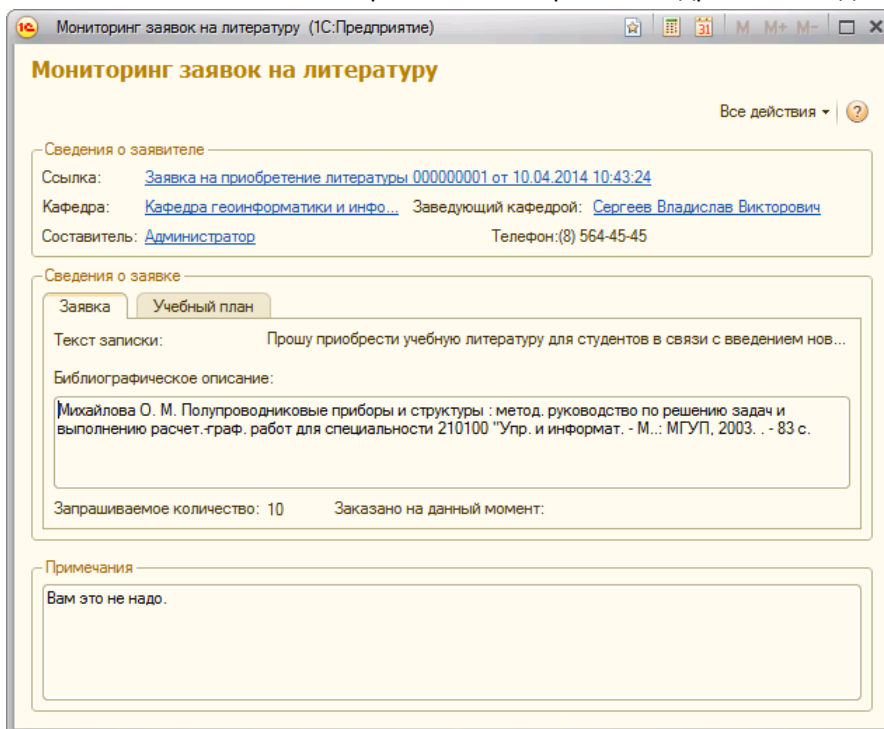 Мониторинг заявок на литературу (1С:Предприятие)
31 M M+ M-
Мониторинг заявок на литературу
Все действия
Сведения о заявителе
Ссылка: Заявка на приобретение литературы 000000001 от 10.04.2014 10:43:24
Кафедра: Кафедра геоинформатики и инфо... Заведующий кафедрой: Сергеев Владислав Викторович
Составитель: Администратор Телефон:(8) 564-45-45
Сведения о заявке
Заявка Учебный план
Текст записки: Прошу приобрести учебную литературу для студентов в связи с введением нов...
Библиографическое описание:
Михайлова О. М. Полупроводниковые приборы и структуры : метод. руководство по решению задач и
выполнению расчет.-граф. работ для специальности 210100 "Упр. и информат. - М..: МГУП, 2003. . - 83 с.
Запрашиваемое количество: 10 Заказано на данный момент:
Примечания
Вам это не надо.